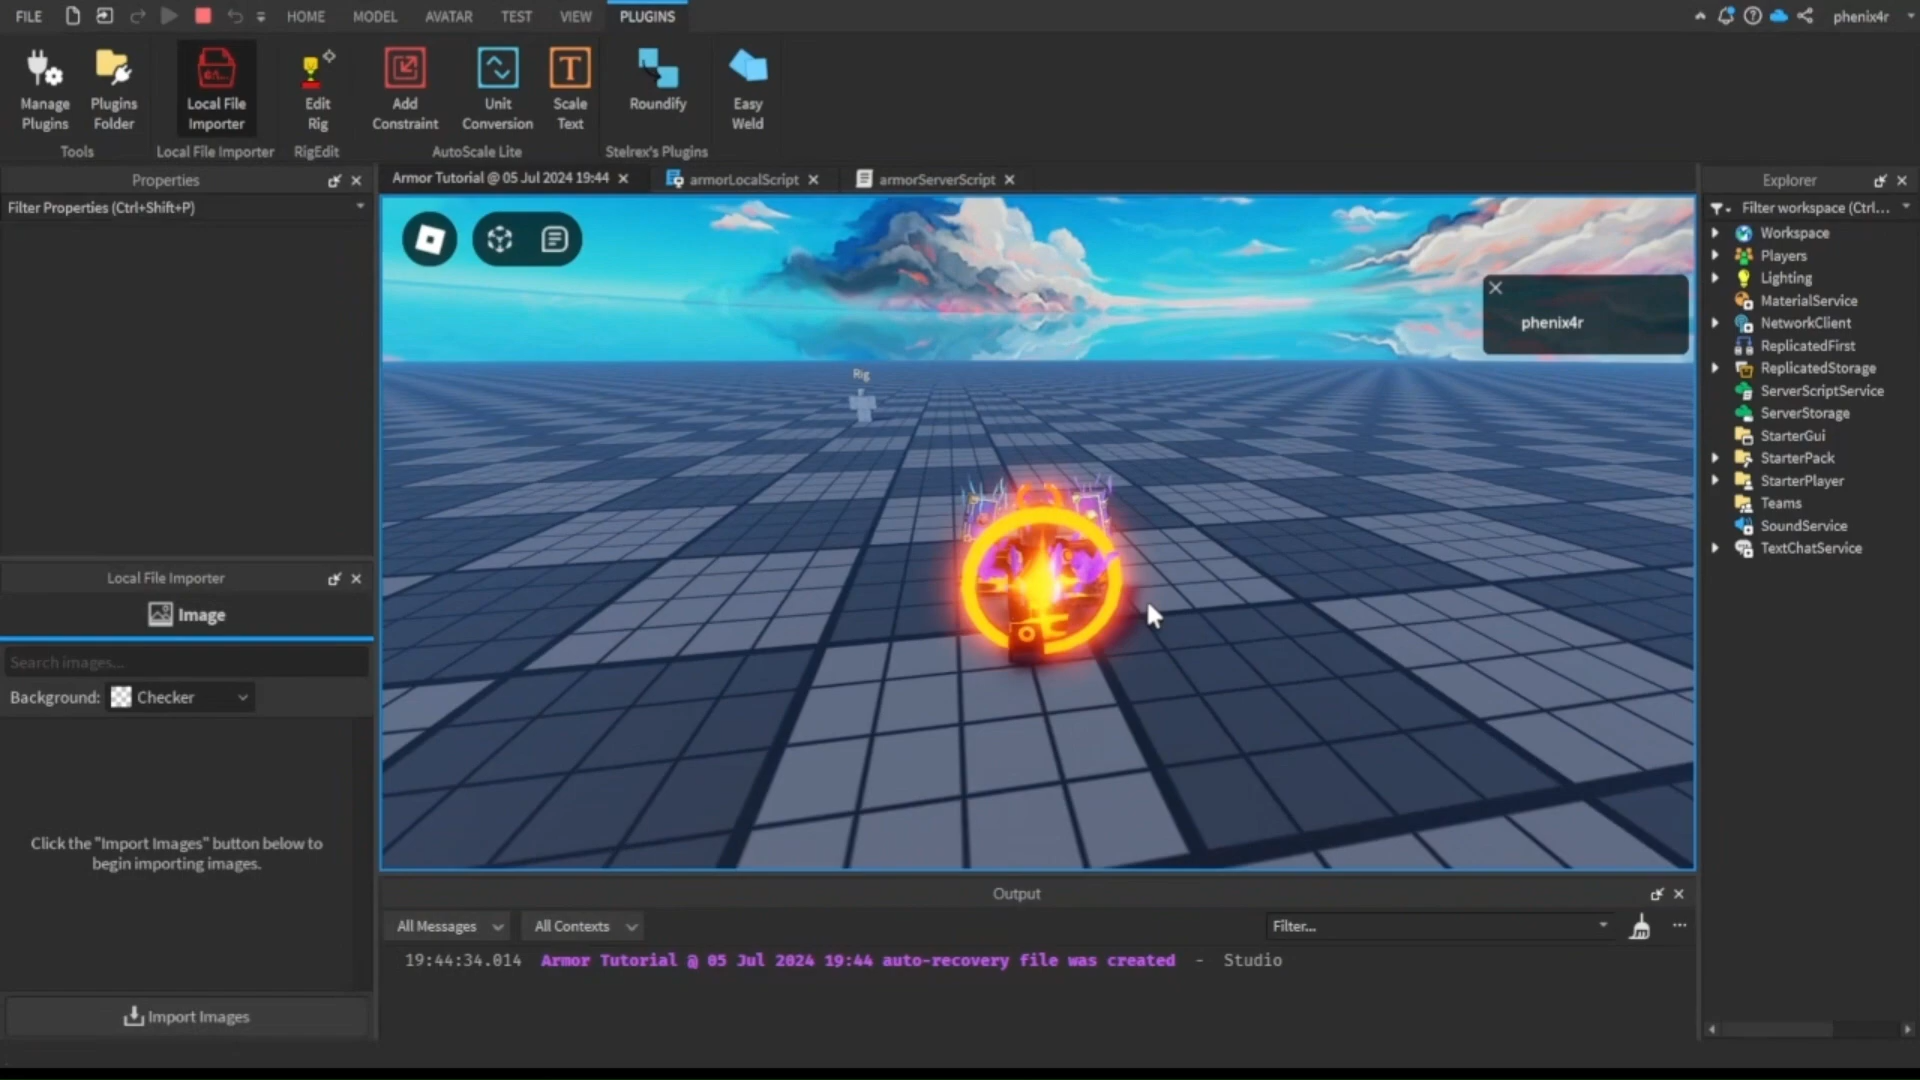 FILE HOME MODEL AVATAR TEST VIEW PLUGINS phenix4r
Manage Plugins
Plugins Folder
Local File Importer
Edit Rig
Add Constraint
Unit Conversion
Scale Text
Roundify
Easy Weld
Tools Local File Importer RigEdit AutoScale Lite Stelrex's Plugins
Properties
Filter Properties (Ctrl+Shift+P)
Local File Importer
Image
Search images...
Background: Checker
Click the "Import Images" button below to
begin importing images.
Import Images
Armor Tutorial @ 05 Jul 2024 19:44 armorLocalScript armorServerScript
phenix4r
Rig
Output
All Messages All Contexts Filter...
19:44:34.014 Armor Tutorial @ 05 Jul 2024 19:44 auto-recovery file was created - Studio
Explorer
Filter workspace (Ctrl...
Workspace
Players
Lighting
MaterialService
NetworkClient
ReplicatedFirst
ReplicatedStorage
ServerScriptService
ServerStorage
StarterGui
StarterPack
StarterPlayer
Teams
SoundService
TextChatService